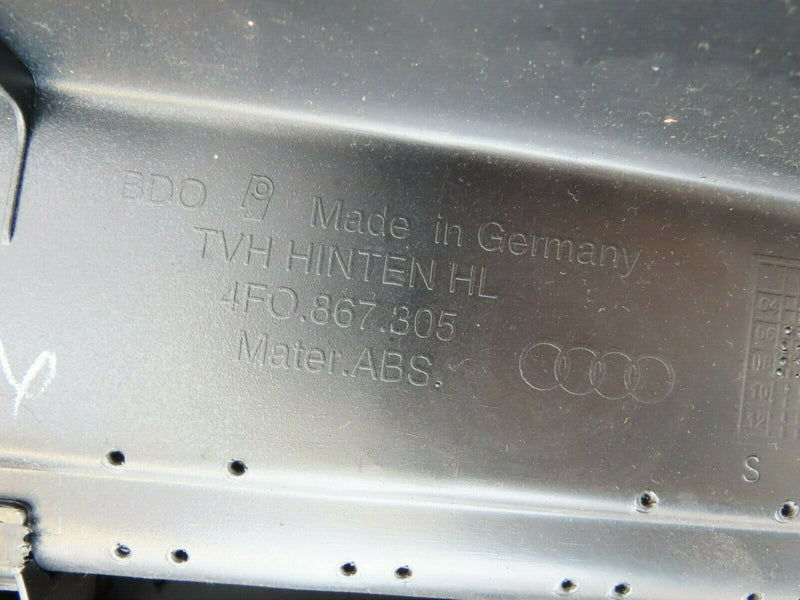 BDO Made in Germany
TVH HINTEN HL
4F0.867.305
Mater.ABS.
S